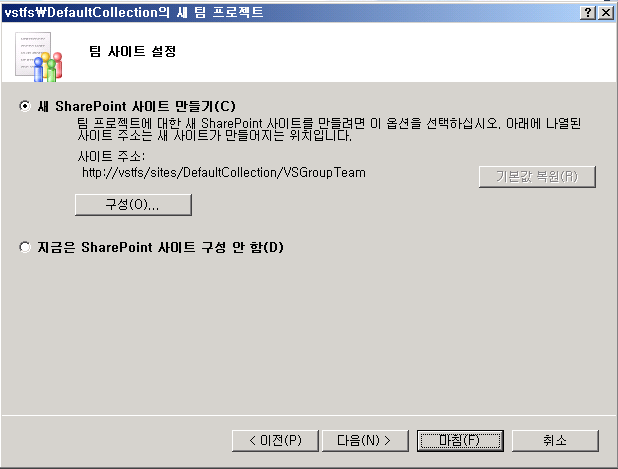 vstfs₩DefaultCollection의 새 팀 프로젝트
팀 사이트 설정
새 SharePoint 사이트 만들기(C)
팀 프로젝트에 대한 새 SharePoint 사이트를 만들려면 이 옵션을 선택하십시오. 아래에 나열된
사이트 주소는 새 사이트가 만들어지는 위치입니다.
사이트 주소:
http://vstfs/sites/DefaultCollection/VSGroupTeam
기본값 복원(R)
구성(O)...
지금은 SharePoint 사이트 구성 안 함(D)
< 이전(P) 다음(N) > 마침(F) 취소